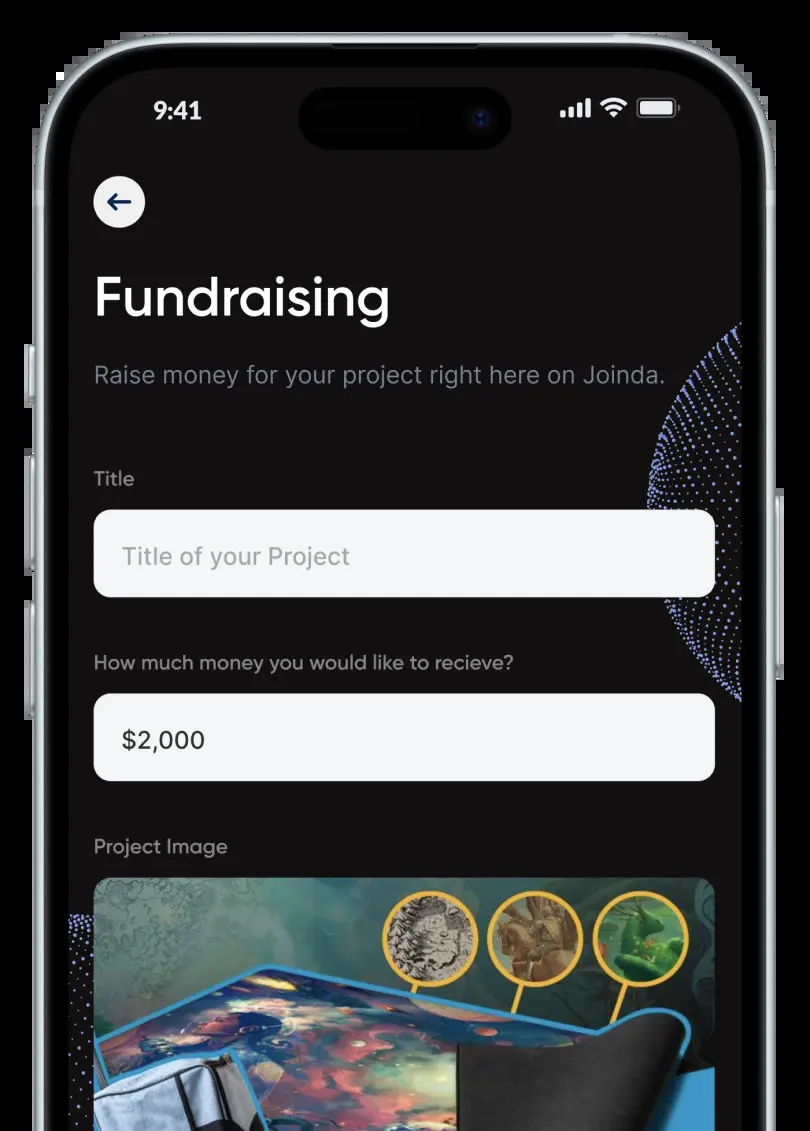 9:41
Fundraising
Raise money for your project right here on Joinda.
Title
Title of your Project
How much money you would like to recieve?
$2,000
Project Image